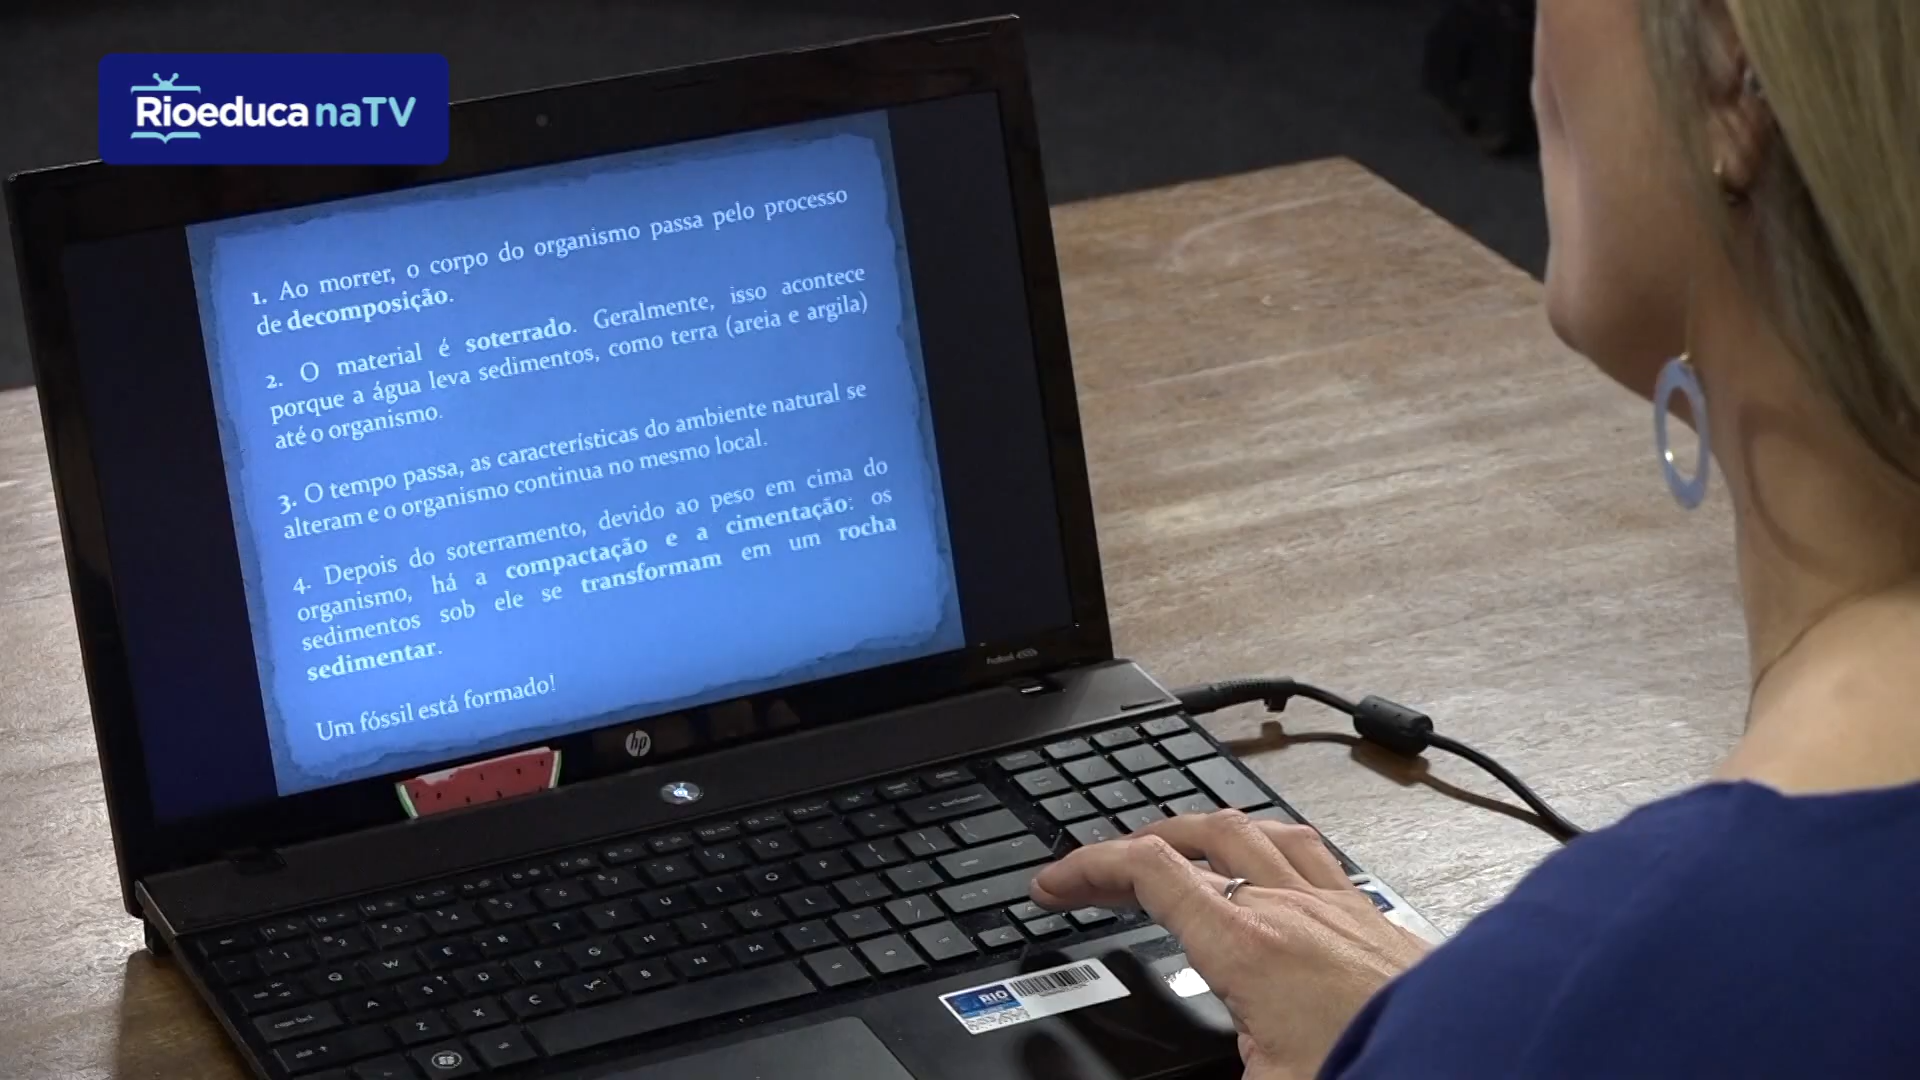 Rioeduca naTV
1. Ao morrer, o corpo do organismo passa pelo processo
de decomposição.
2. O material é soterrado. Geralmente, isso acontece
porque a água leva sedimentos, como terra (areia e argila)
até o organismo.
3. O tempo passa, as características do ambiente natural se
alteram e o organismo continua no mesmo local.
4. Depois do soterramento, devido ao peso em cima do
organismo, há a compactação e a cimentação: os
sedimentos sob ele se transformam em um rocha
sedimentar.
Um fóssil está formado!
hp
RIO